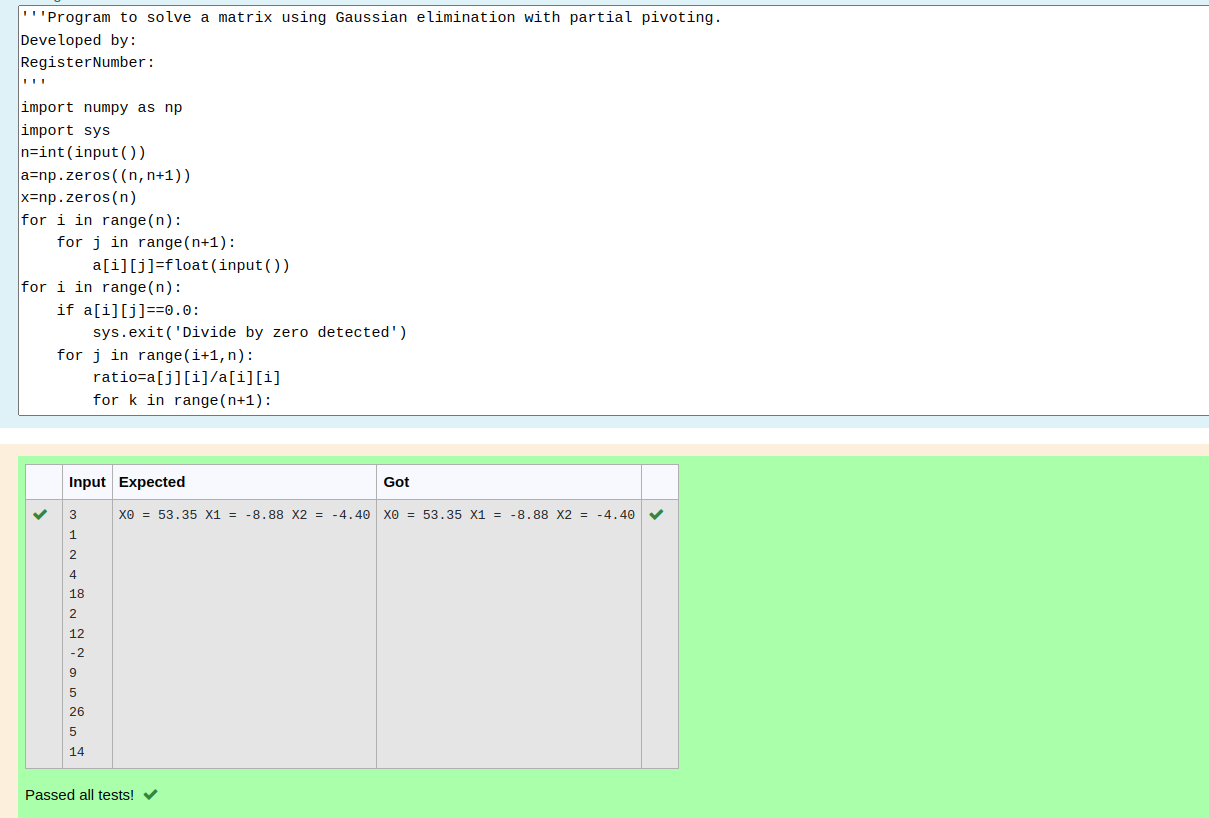 '''Program to solve a matrix using Gaussian elimination with partial pivoting.
Developed by:
RegisterNumber:
'''
import numpy as np
import sys
n=int(input())
a=np.zeros((n,n+1))
x=np.zeros(n)
for i in range(n):
    for j in range(n+1):
        a[i][j]=float(input())
for i in range(n):
    if a[i][j]==0.0:
        sys.exit('Divide by zero detected')
    for j in range(i+1,n):
        ratio=a[j][i]/a[i][i]
        for k in range(n+1):
Input Expected Got
3 X0 = 53.35 X1 = -8.88 X2 = -4.40 X0 = 53.35 X1 = -8.88 X2 = -4.40
1
2
4
18
2
12
-2
9
5
26
5
14
Passed all tests!